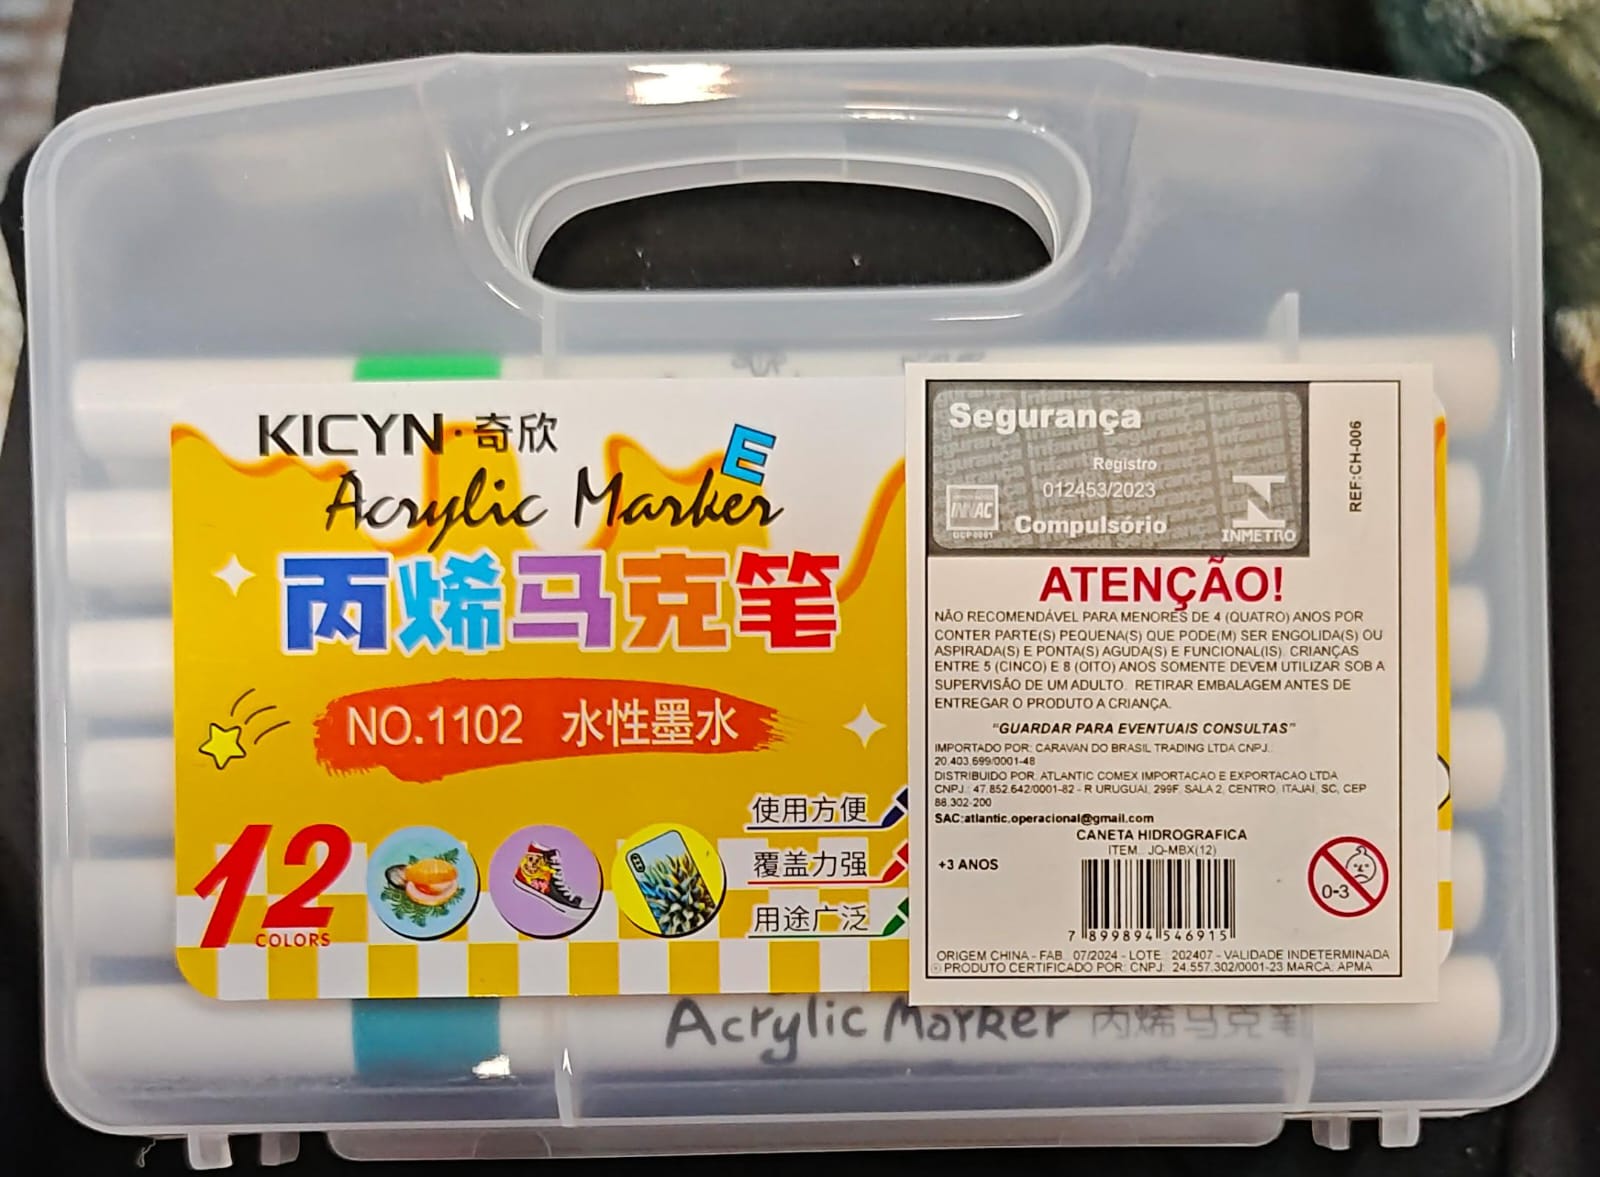 KICYN·奇欣
E
Acrylic Marker
丙烯马克笔
NO.1102 水性墨水
12
COLORS
使用方便
覆盖力强
用途广泛
Segurança
Registro
012453/2023
Compulsório
INNAC
OCP 0061
INMETRO
REF:CH-006
ATENÇÃO!
NÃO RECOMENDÁVEL PARA MENORES DE 4 (QUATRO) ANOS POR
CONTER PARTE(S) PEQUENA(S) QUE PODE(M) SER ENGOLIDA(S) OU
ASPIRADA(S) E PONTA(S) AGUDA(S) E FUNCIONAL(IS). CRIANÇAS
ENTRE 5 (CINCO) E 8 (OITO) ANOS SOMENTE DEVEM UTILIZAR SOB A
SUPERVISÃO DE UM ADULTO. RETIRAR EMBALAGEM ANTES DE
ENTREGAR O PRODUTO A CRIANÇA.
"GUARDAR PARA EVENTUAIS CONSULTAS"
IMPORTADO POR: CARAVAN DO BRASIL TRADING LTDA CNPJ.:
20.403.699/0001-48
DISTRIBUIDO POR: ATLANTIC COMEX IMPORTACAO E EXPORTACAO LTDA
CNPJ.: 47.852.642/0001-82 - R URUGUAI, 299F, SALA 2, CENTRO, ITAJAI, SC, CEP
88.302-200
SAC:atlantic.operacional@gmail.com
CANETA HIDROGRAFICA
ITEM.: JQ-MBX(12)
+3 ANOS
0-3
7 899894 546915
ORIGEM CHINA - FAB.: 07/2024 - LOTE.: 202407 - VALIDADE INDETERMINADA
PRODUTO CERTIFICADO POR: CNPJ.: 24.557.302/0001-23 MARCA: APMA
Acrylic Marker 丙烯马克笔